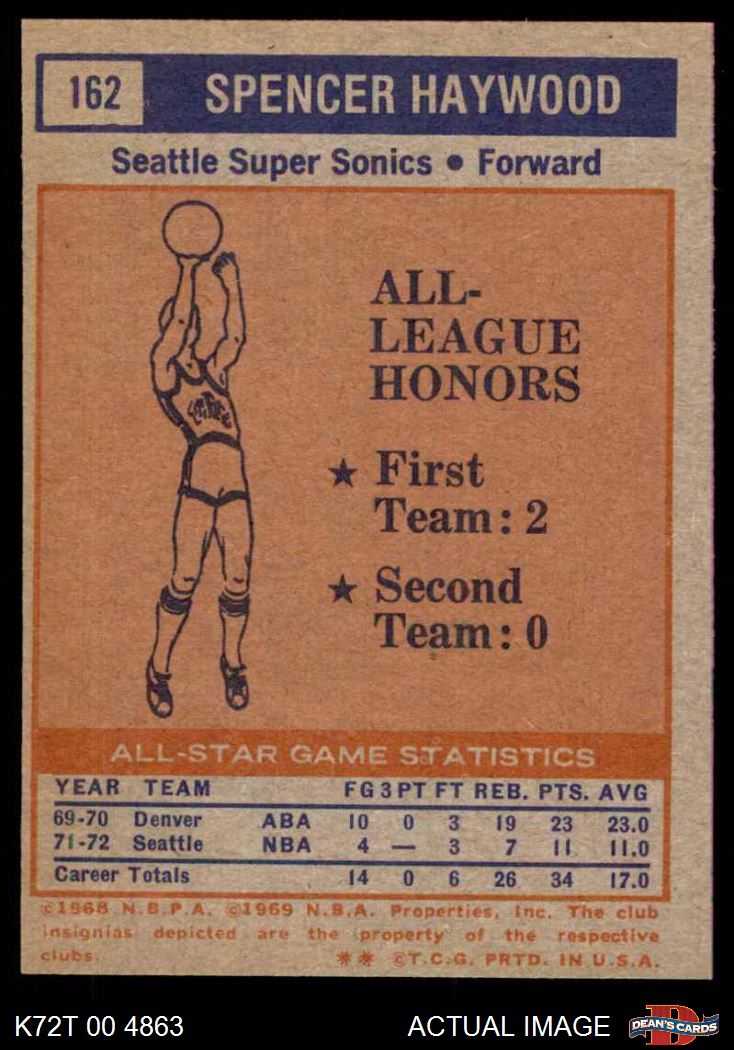 162 SPENCER HAYWOOD
Seattle Super Sonics • Forward
ALL-
LEAGUE
HONORS
★ First
Team: 2
★ Second
Team: 0
ALL-STAR GAME STATISTICS
YEAR TEAM FG 3PT FT REB. PTS. AVG
69-70 Denver ABA 10 0 3 19 23 23.0
71-72 Seattle NBA 4 — 3 7 11 11.0
Career Totals 14 0 6 26 34 17.0
©1968 N.B.P.A. ©1969 N.B.A. Properties, Inc. The club
insignias depicted are the property of the respective
clubs. ** ©T.C.G. PRTD. IN U.S.A.
K72T 00 4863 ACTUAL IMAGE DEAN'S CARDS